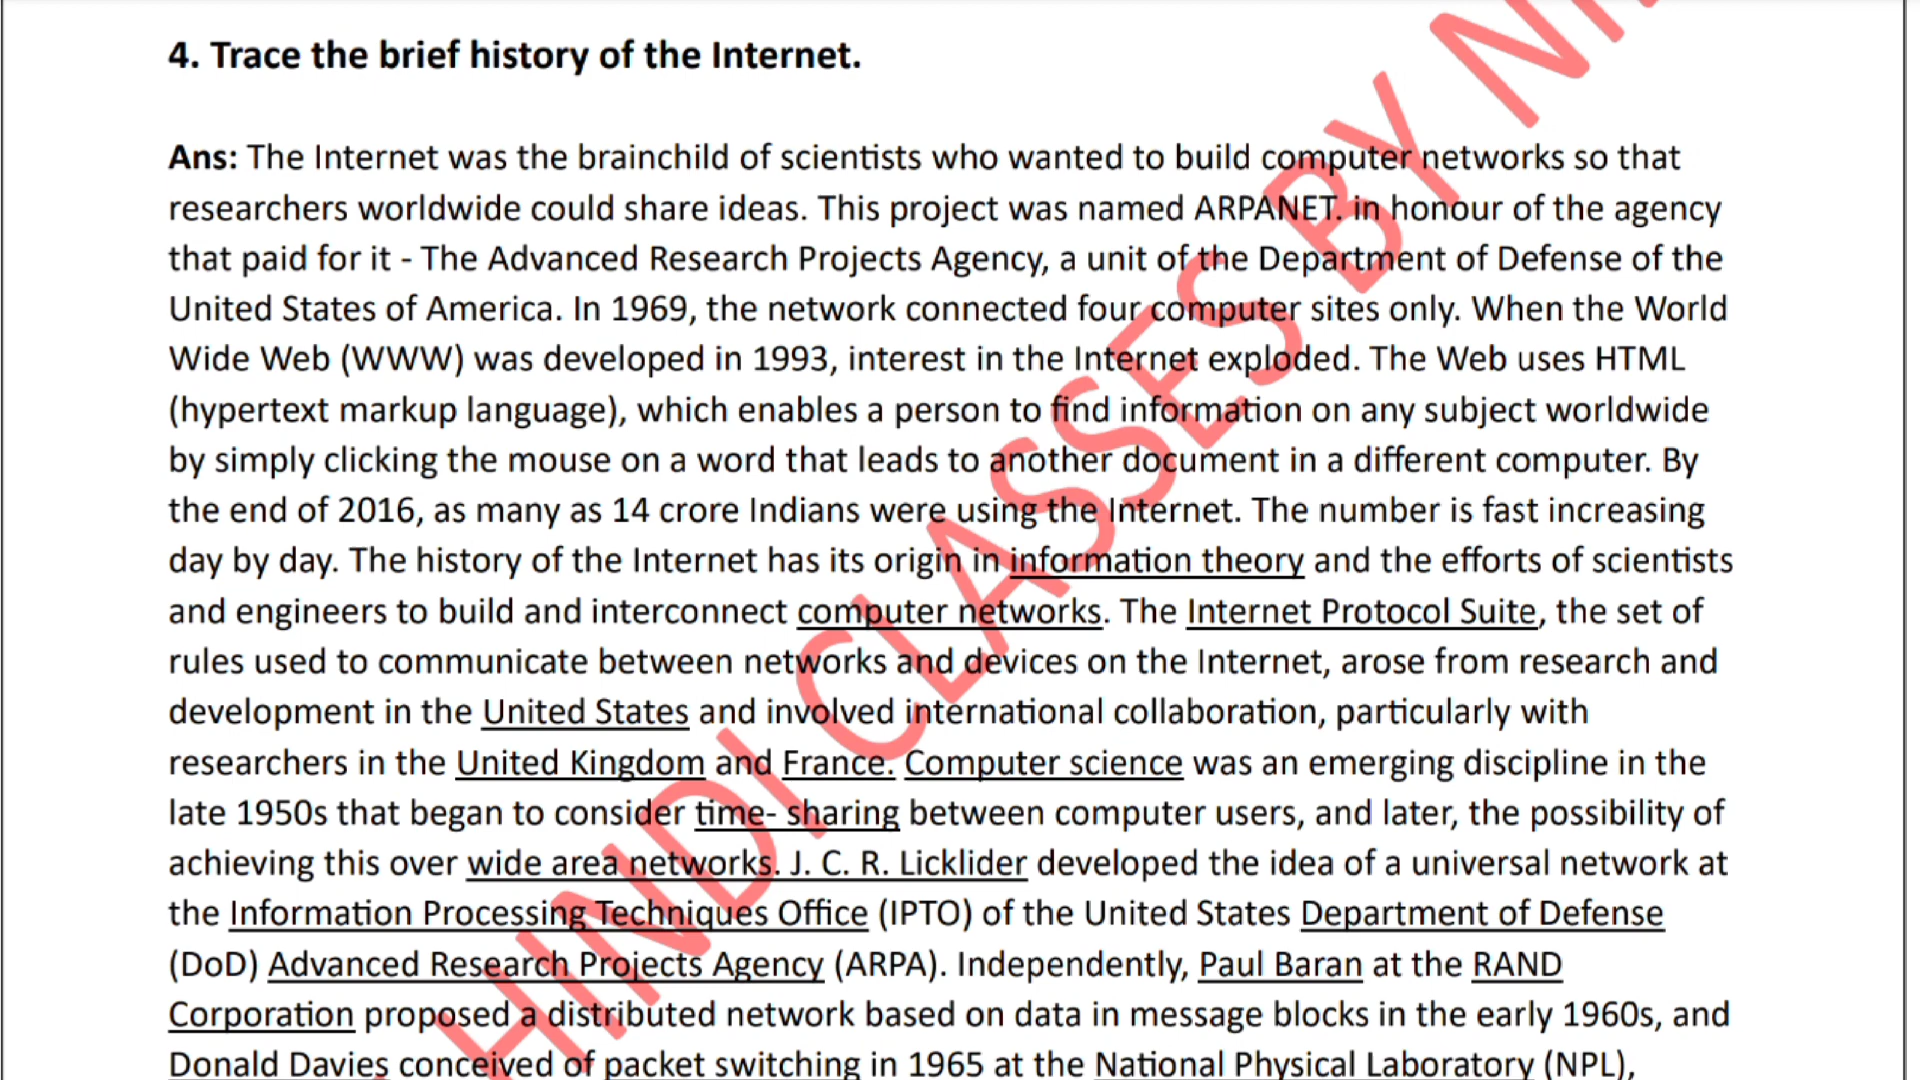 4. Trace the brief history of the Internet.
Ans: The Internet was the brainchild of scientists who wanted to build computer networks so that
researchers worldwide could share ideas. This project was named ARPANET. in honour of the agency
that paid for it - The Advanced Research Projects Agency, a unit of the Department of Defense of the
United States of America. In 1969, the network connected four computer sites only. When the World
Wide Web (WWW) was developed in 1993, interest in the Internet exploded. The Web uses HTML
(hypertext markup language), which enables a person to find information on any subject worldwide
by simply clicking the mouse on a word that leads to another document in a different computer. By
the end of 2016, as many as 14 crore Indians were using the Internet. The number is fast increasing
day by day. The history of the Internet has its origin in information theory and the efforts of scientists
and engineers to build and interconnect computer networks. The Internet Protocol Suite, the set of
rules used to communicate between networks and devices on the Internet, arose from research and
development in the United States and involved international collaboration, particularly with
researchers in the United Kingdom and France. Computer science was an emerging discipline in the
late 1950s that began to consider time- sharing between computer users, and later, the possibility of
achieving this over wide area networks. J. C. R. Licklider developed the idea of a universal network at
the Information Processing Techniques Office (IPTO) of the United States Department of Defense
(DoD) Advanced Research Projects Agency (ARPA). Independently, Paul Baran at the RAND
Corporation proposed a distributed network based on data in message blocks in the early 1960s, and
Donald Davies conceived of packet switching in 1965 at the National Physical Laboratory (NPL),
HINDI CLASSES BY